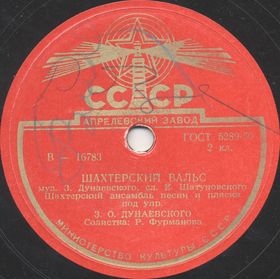 СССР
АПРЕЛЕВСКИЙ ЗАВОД
ГОСТ 5289-50
В 16783
2 кл.
ШАХТЕРСКИЙ ВАЛЬС
муз. З. Дунаевского, сл. Е. Шатуновского
Шахтерский ансамбль песни и пляски
под упр.
З. О. ДУНАЕВСКОГО
Солистка: Р. Фурманова
МИНИСТЕРСТВО КУЛЬТУРЫ СССР